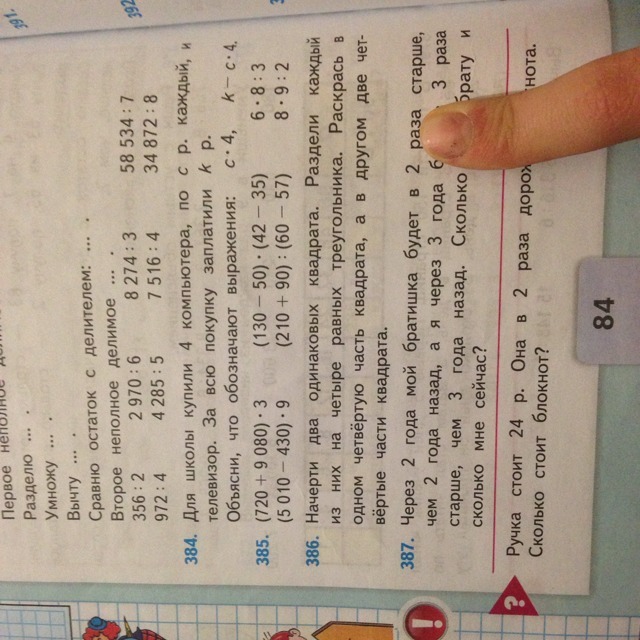 391.
392
Первое неполное
Разделю ... .
Умножу ... .
Вычту ... .
Сравню остаток с делителем: ... .
Второе неполное делимое ... .
356 : 2 2 970 : 6 8 274 : 3 58 534 : 7
972 : 4 4 285 : 5 7 516 : 4 34 872 : 8
384. Для школы купили 4 компьютера, по c р. каждый, и
телевизор. За всю покупку заплатили k р.
Объясни, что обозначают выражения: c · 4, k – c · 4.
385. (720 + 9 080) · 3 (130 – 50) · (42 – 35) 6 · 8 : 3
(5 010 – 430) · 9 (210 + 90) : (60 – 57) 8 · 9 : 2
386. Начерти два одинаковых квадрата. Раздели каждый
из них на четыре равных треугольника. Раскрась в
одном четвёртую часть квадрата, а в другом две чет-
вёртые части квадрата.
387. Через 2 года мой братишка будет в 2 раза старше,
чем 2 года назад, а я через 3 года 3 раза
старше, чем 3 года назад. Сколько брату и
сколько мне сейчас?
Ручка стоит 24 р. Она в 2 раза
Сколько стоит блокнот?
84
?
!